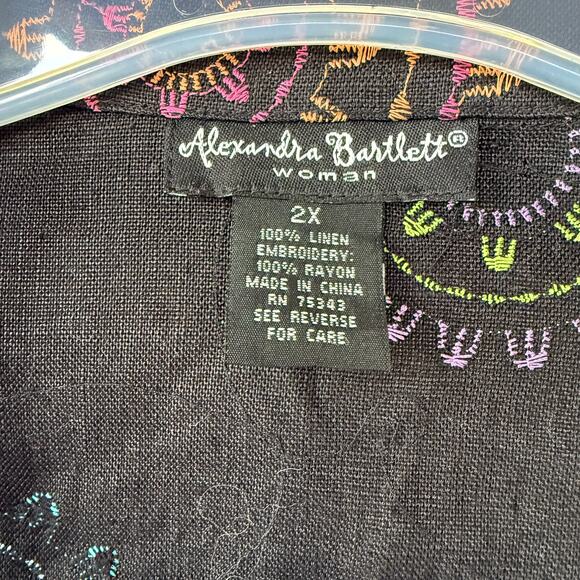 Alexandra Bartlett®
woman
2X
100% LINEN
EMBROIDERY:
100% RAYON
MADE IN CHINA
RN 75343
SEE REVERSE
FOR CARE